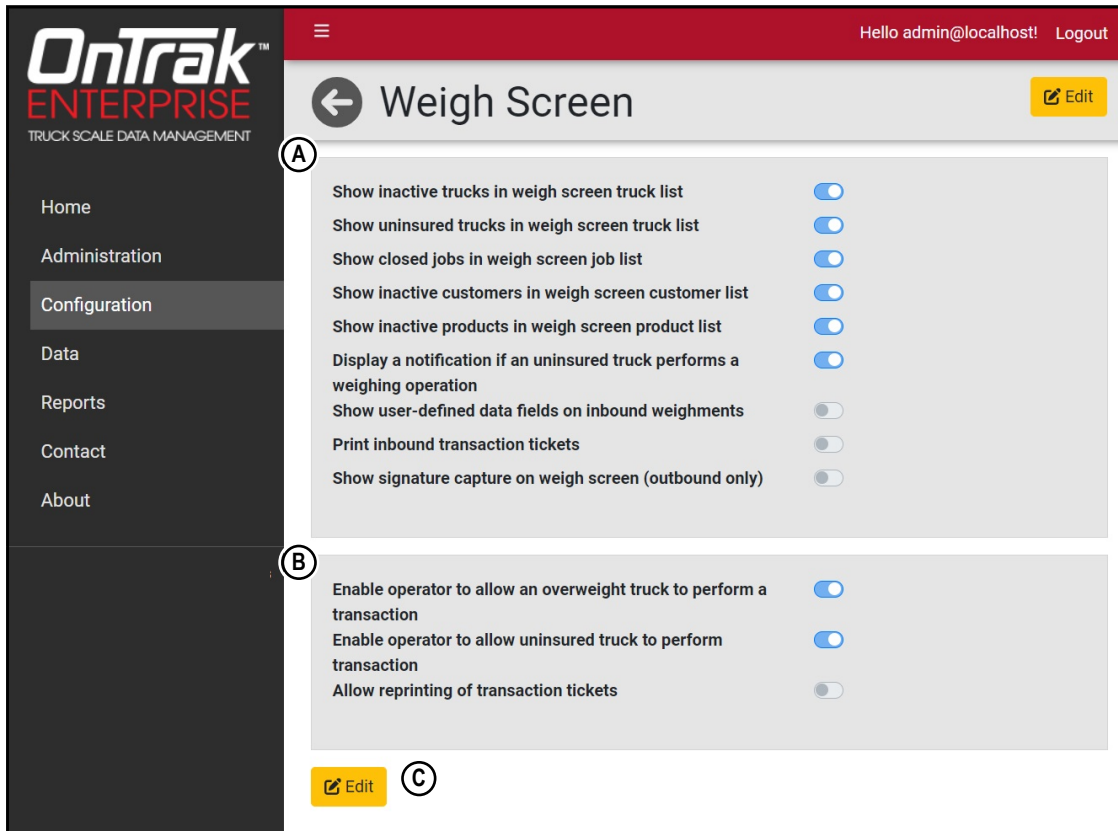 OnTrak™
ENTERPRISE
TRUCK SCALE DATA MANAGEMENT
Home
Administration
Configuration
Data
Reports
Contact
About
Hello admin@localhost! Logout
Weigh Screen
Edit
A
Show inactive trucks in weigh screen truck list
Show uninsured trucks in weigh screen truck list
Show closed jobs in weigh screen job list
Show inactive customers in weigh screen customer list
Show inactive products in weigh screen product list
Display a notification if an uninsured truck performs a
weighing operation
Show user-defined data fields on inbound weighments
Print inbound transaction tickets
Show signature capture on weigh screen (outbound only)
B
Enable operator to allow an overweight truck to perform a
transaction
Enable operator to allow uninsured truck to perform
transaction
Allow reprinting of transaction tickets
Edit
C